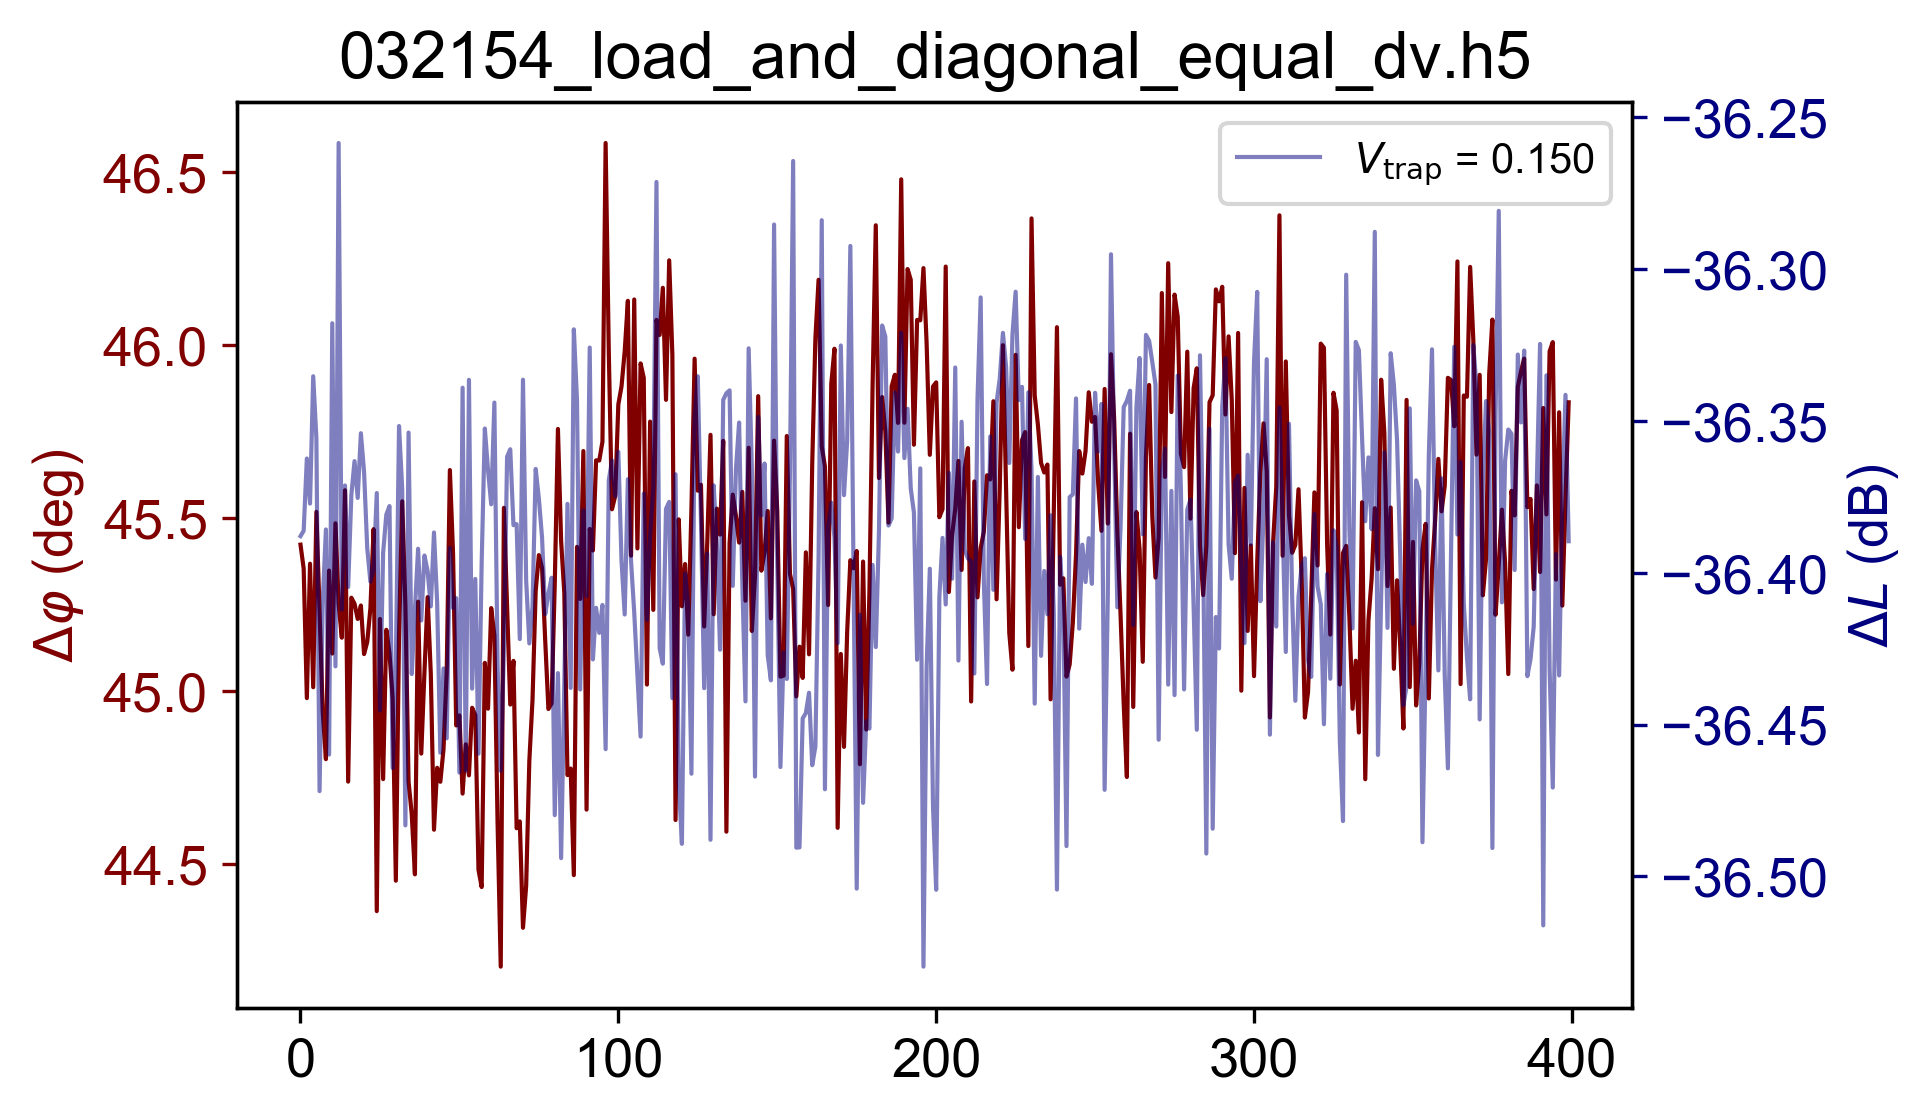 032154_load_and_diagonal_equal_dv.h5
V_trap = 0.150
Δφ (deg)
46.5
46.0
45.5
45.0
44.5
−36.25
−36.30
−36.35
−36.40
−36.45
−36.50
ΔL (dB)
0 100 200 300 400